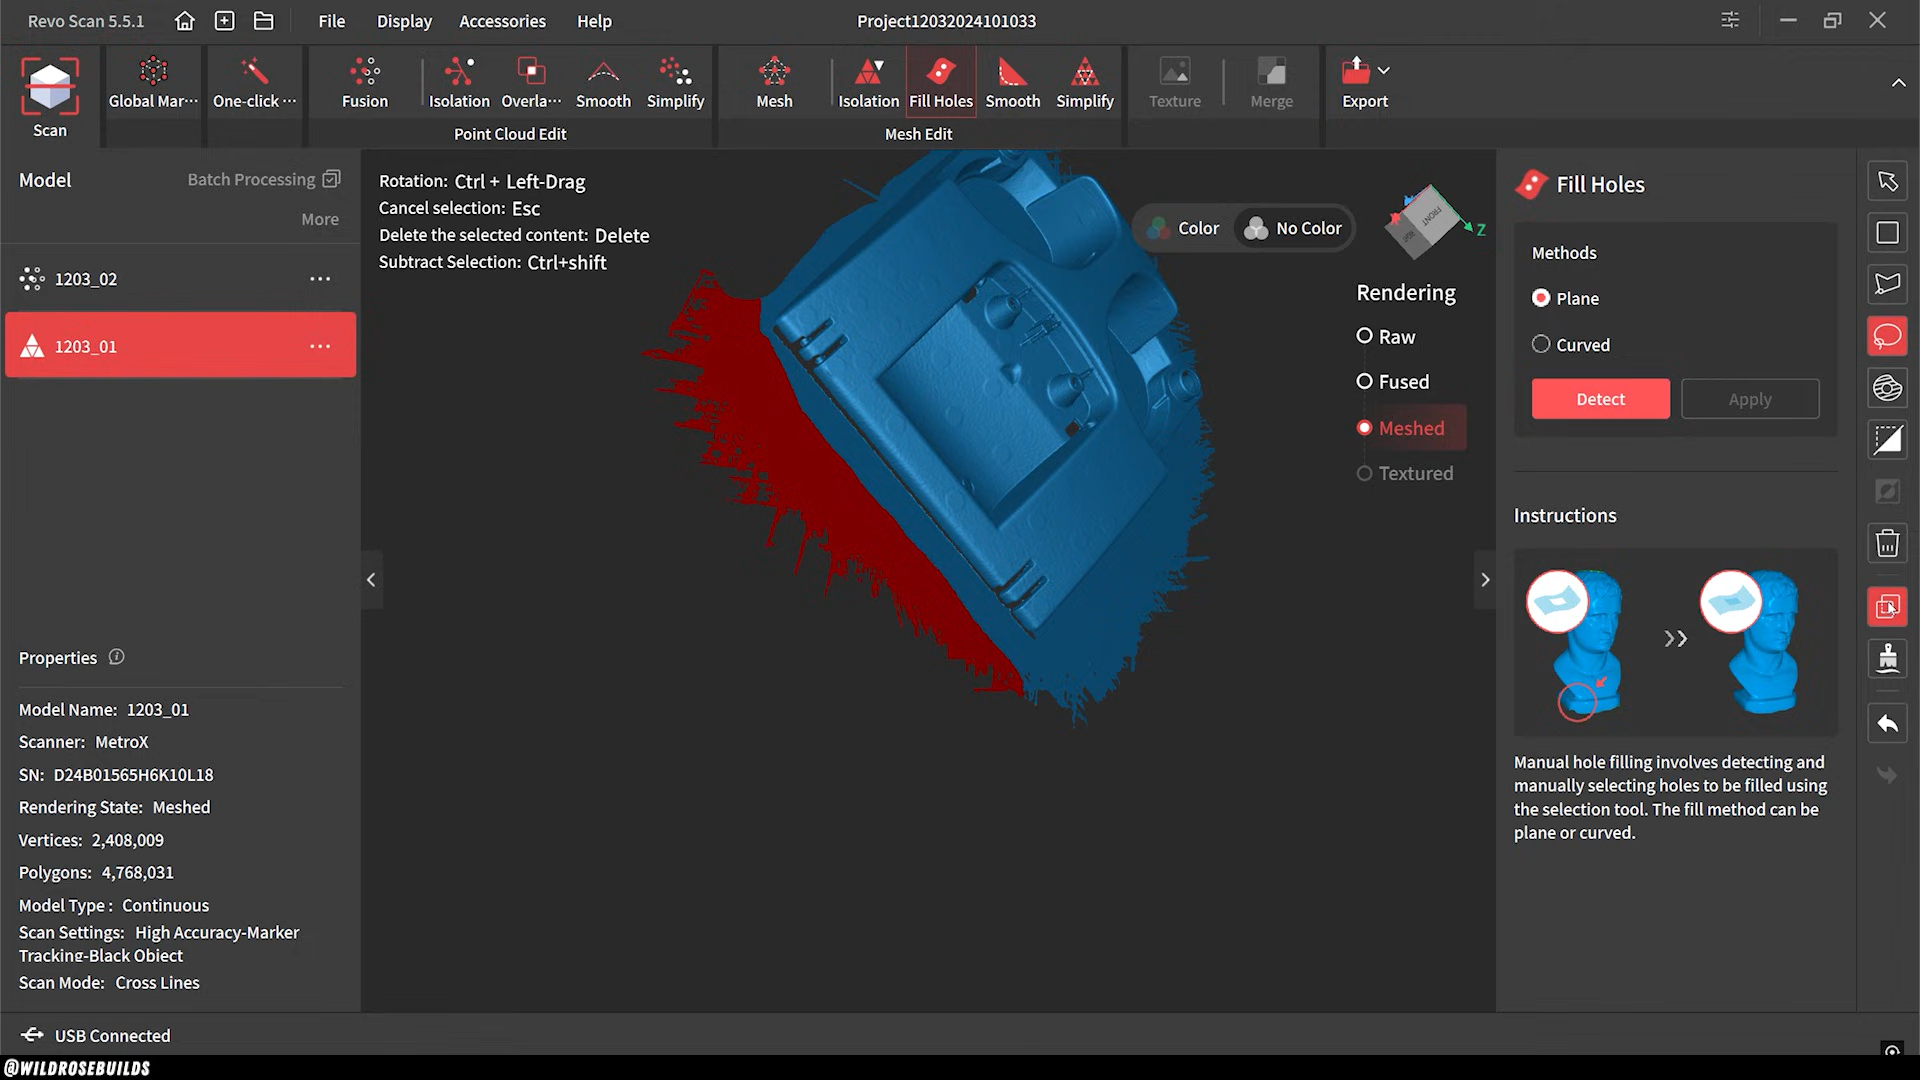 Revo Scan 5.5.1
File Display Accessories Help
Project12032024101033
Scan
Global Mar···
One-click ···
Fusion
Isolation
Overla···
Smooth
Simplify
Point Cloud Edit
Mesh
Isolation
Fill Holes
Smooth
Simplify
Mesh Edit
Texture
Merge
Export
Model
Batch Processing
More
1203_02
1203_01
Rotation: Ctrl + Left-Drag
Cancel selection: Esc
Delete the selected content: Delete
Subtract Selection: Ctrl+shift
Color
No Color
FRONT
Z
Rendering
Raw
Fused
Meshed
Textured
Fill Holes
Methods
Plane
Curved
Detect
Apply
Instructions
Manual hole filling involves detecting and
manually selecting holes to be filled using
the selection tool. The fill method can be
plane or curved.
Properties
Model Name: 1203_01
Scanner: MetroX
SN: D24B01565H6K10L18
Rendering State: Meshed
Vertices: 2,408,009
Polygons: 4,768,031
Model Type : Continuous
Scan Settings: High Accuracy-Marker
Tracking-Black Object
Scan Mode: Cross Lines
USB Connected
@WILDROSEBUILDS